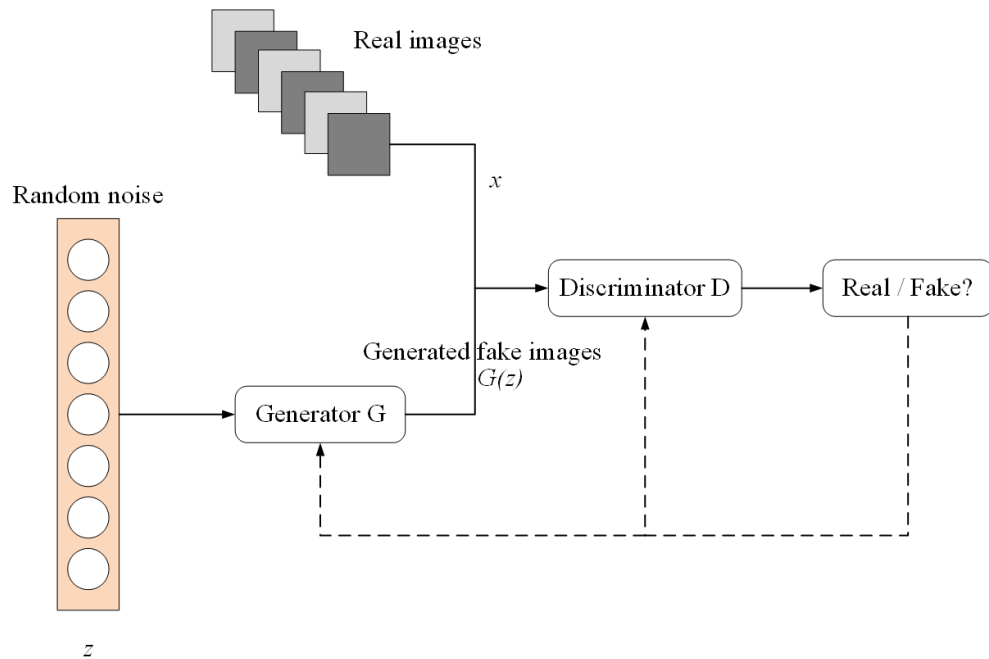 Real images
x
Random noise
Discriminator D
Real / Fake?
Generated fake images
G(z)
Generator G
z